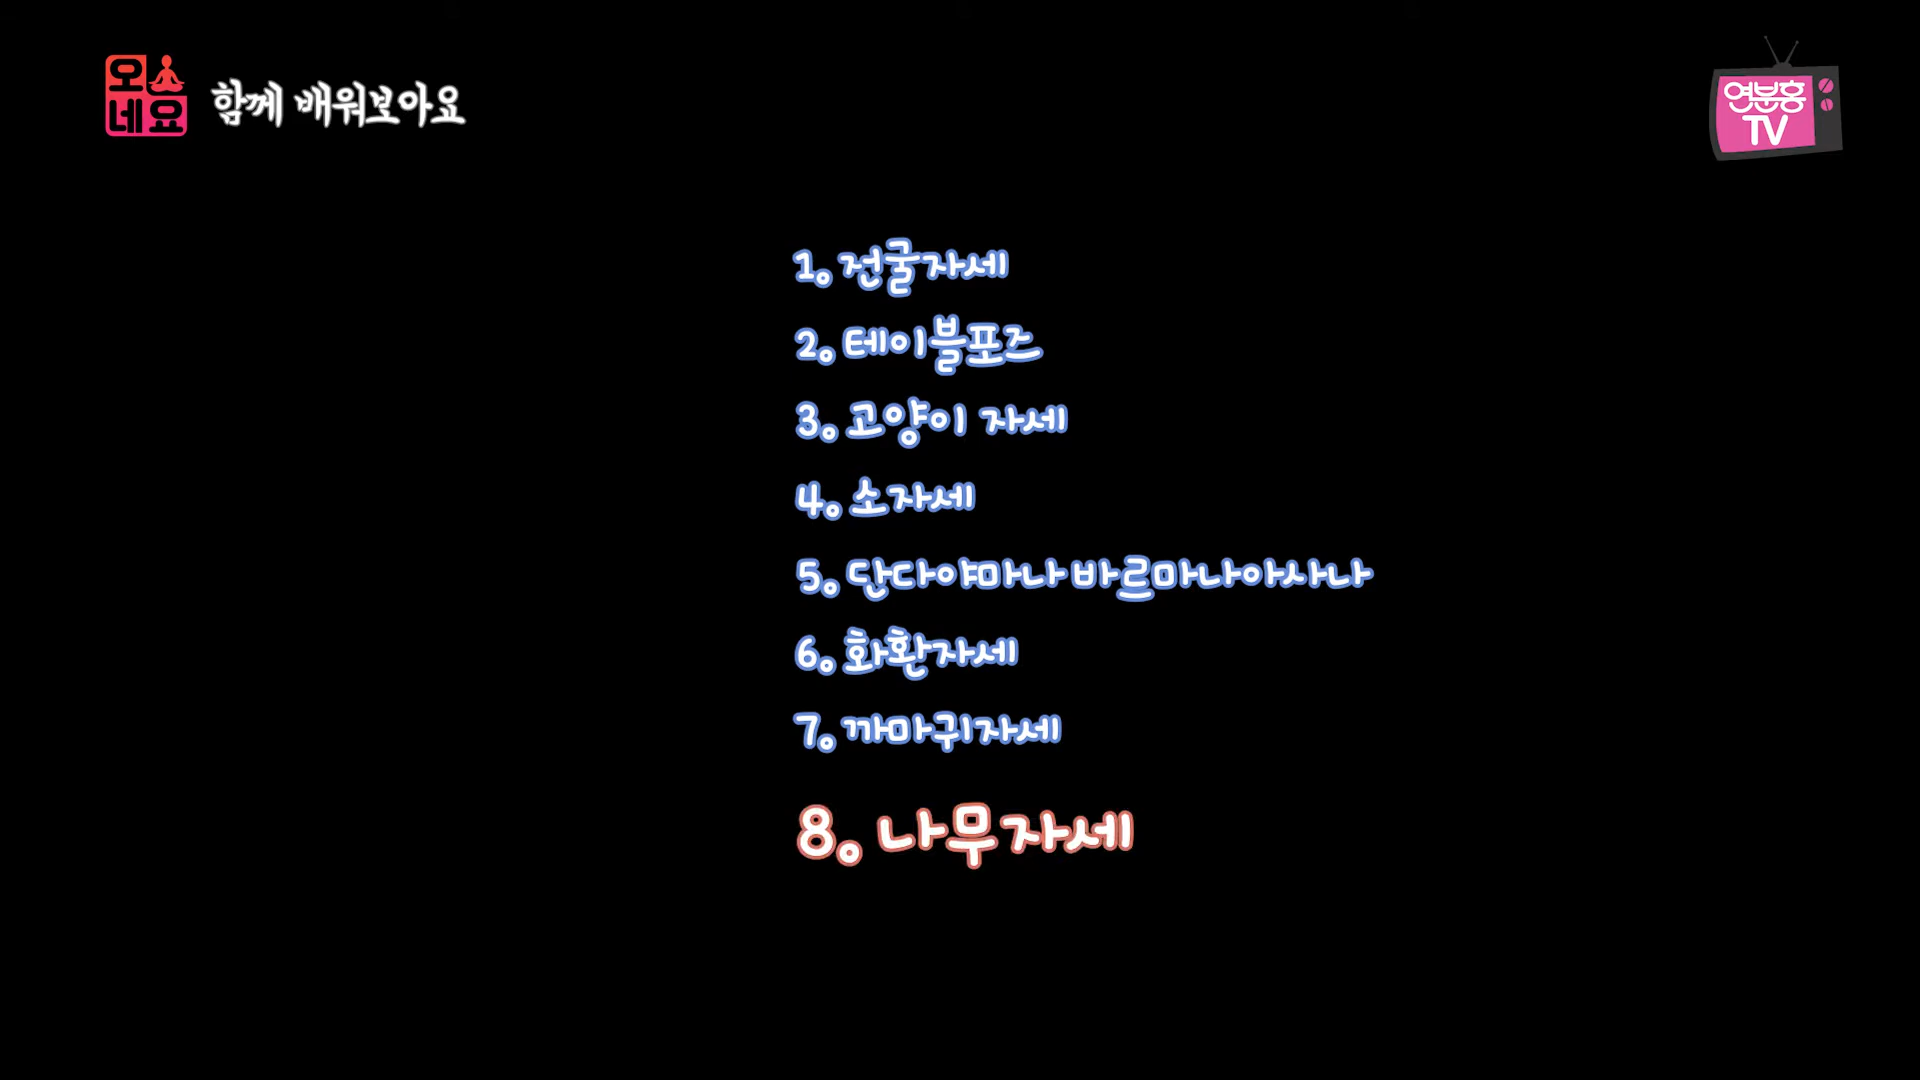 오 네요
함께 배워보아요
연분홍
TV
1. 전굴자세
2. 테이블포즈
3. 고양이 자세
4. 소자세
5. 단다야마나 바르마나아사나
6. 화환자세
7. 까마귀자세
8. 나무자세